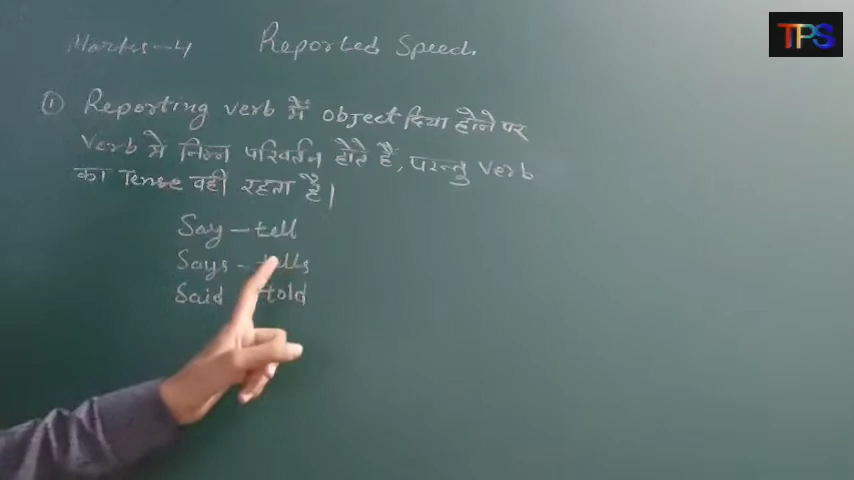 TPS
Marks-4 Reported Speed.
① Reporting verb में object दिया होने पर
verb मे निम्न परिवर्तन होते है, परन्तु verb
का Tense वही रहता है।
Say - tell
Says - tells
Said told